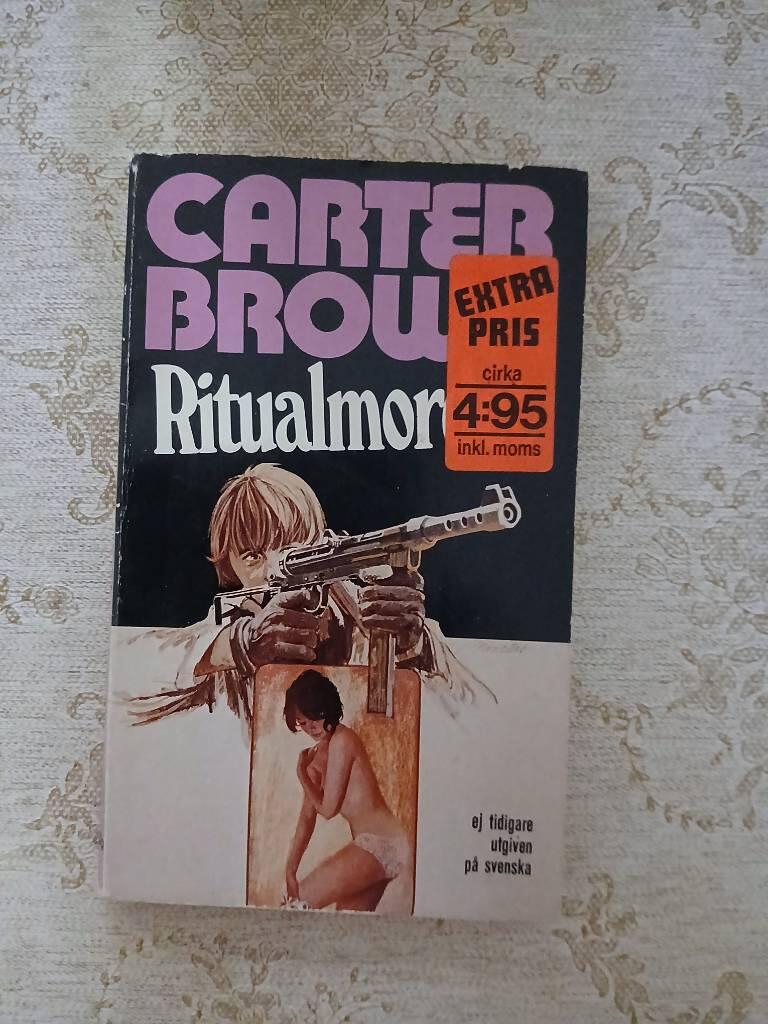 CARTER
BROW
Ritualmor
EXTRA
PRIS
cirka
4:95
inkl. moms
ej tidigare
utgiven
på svenska